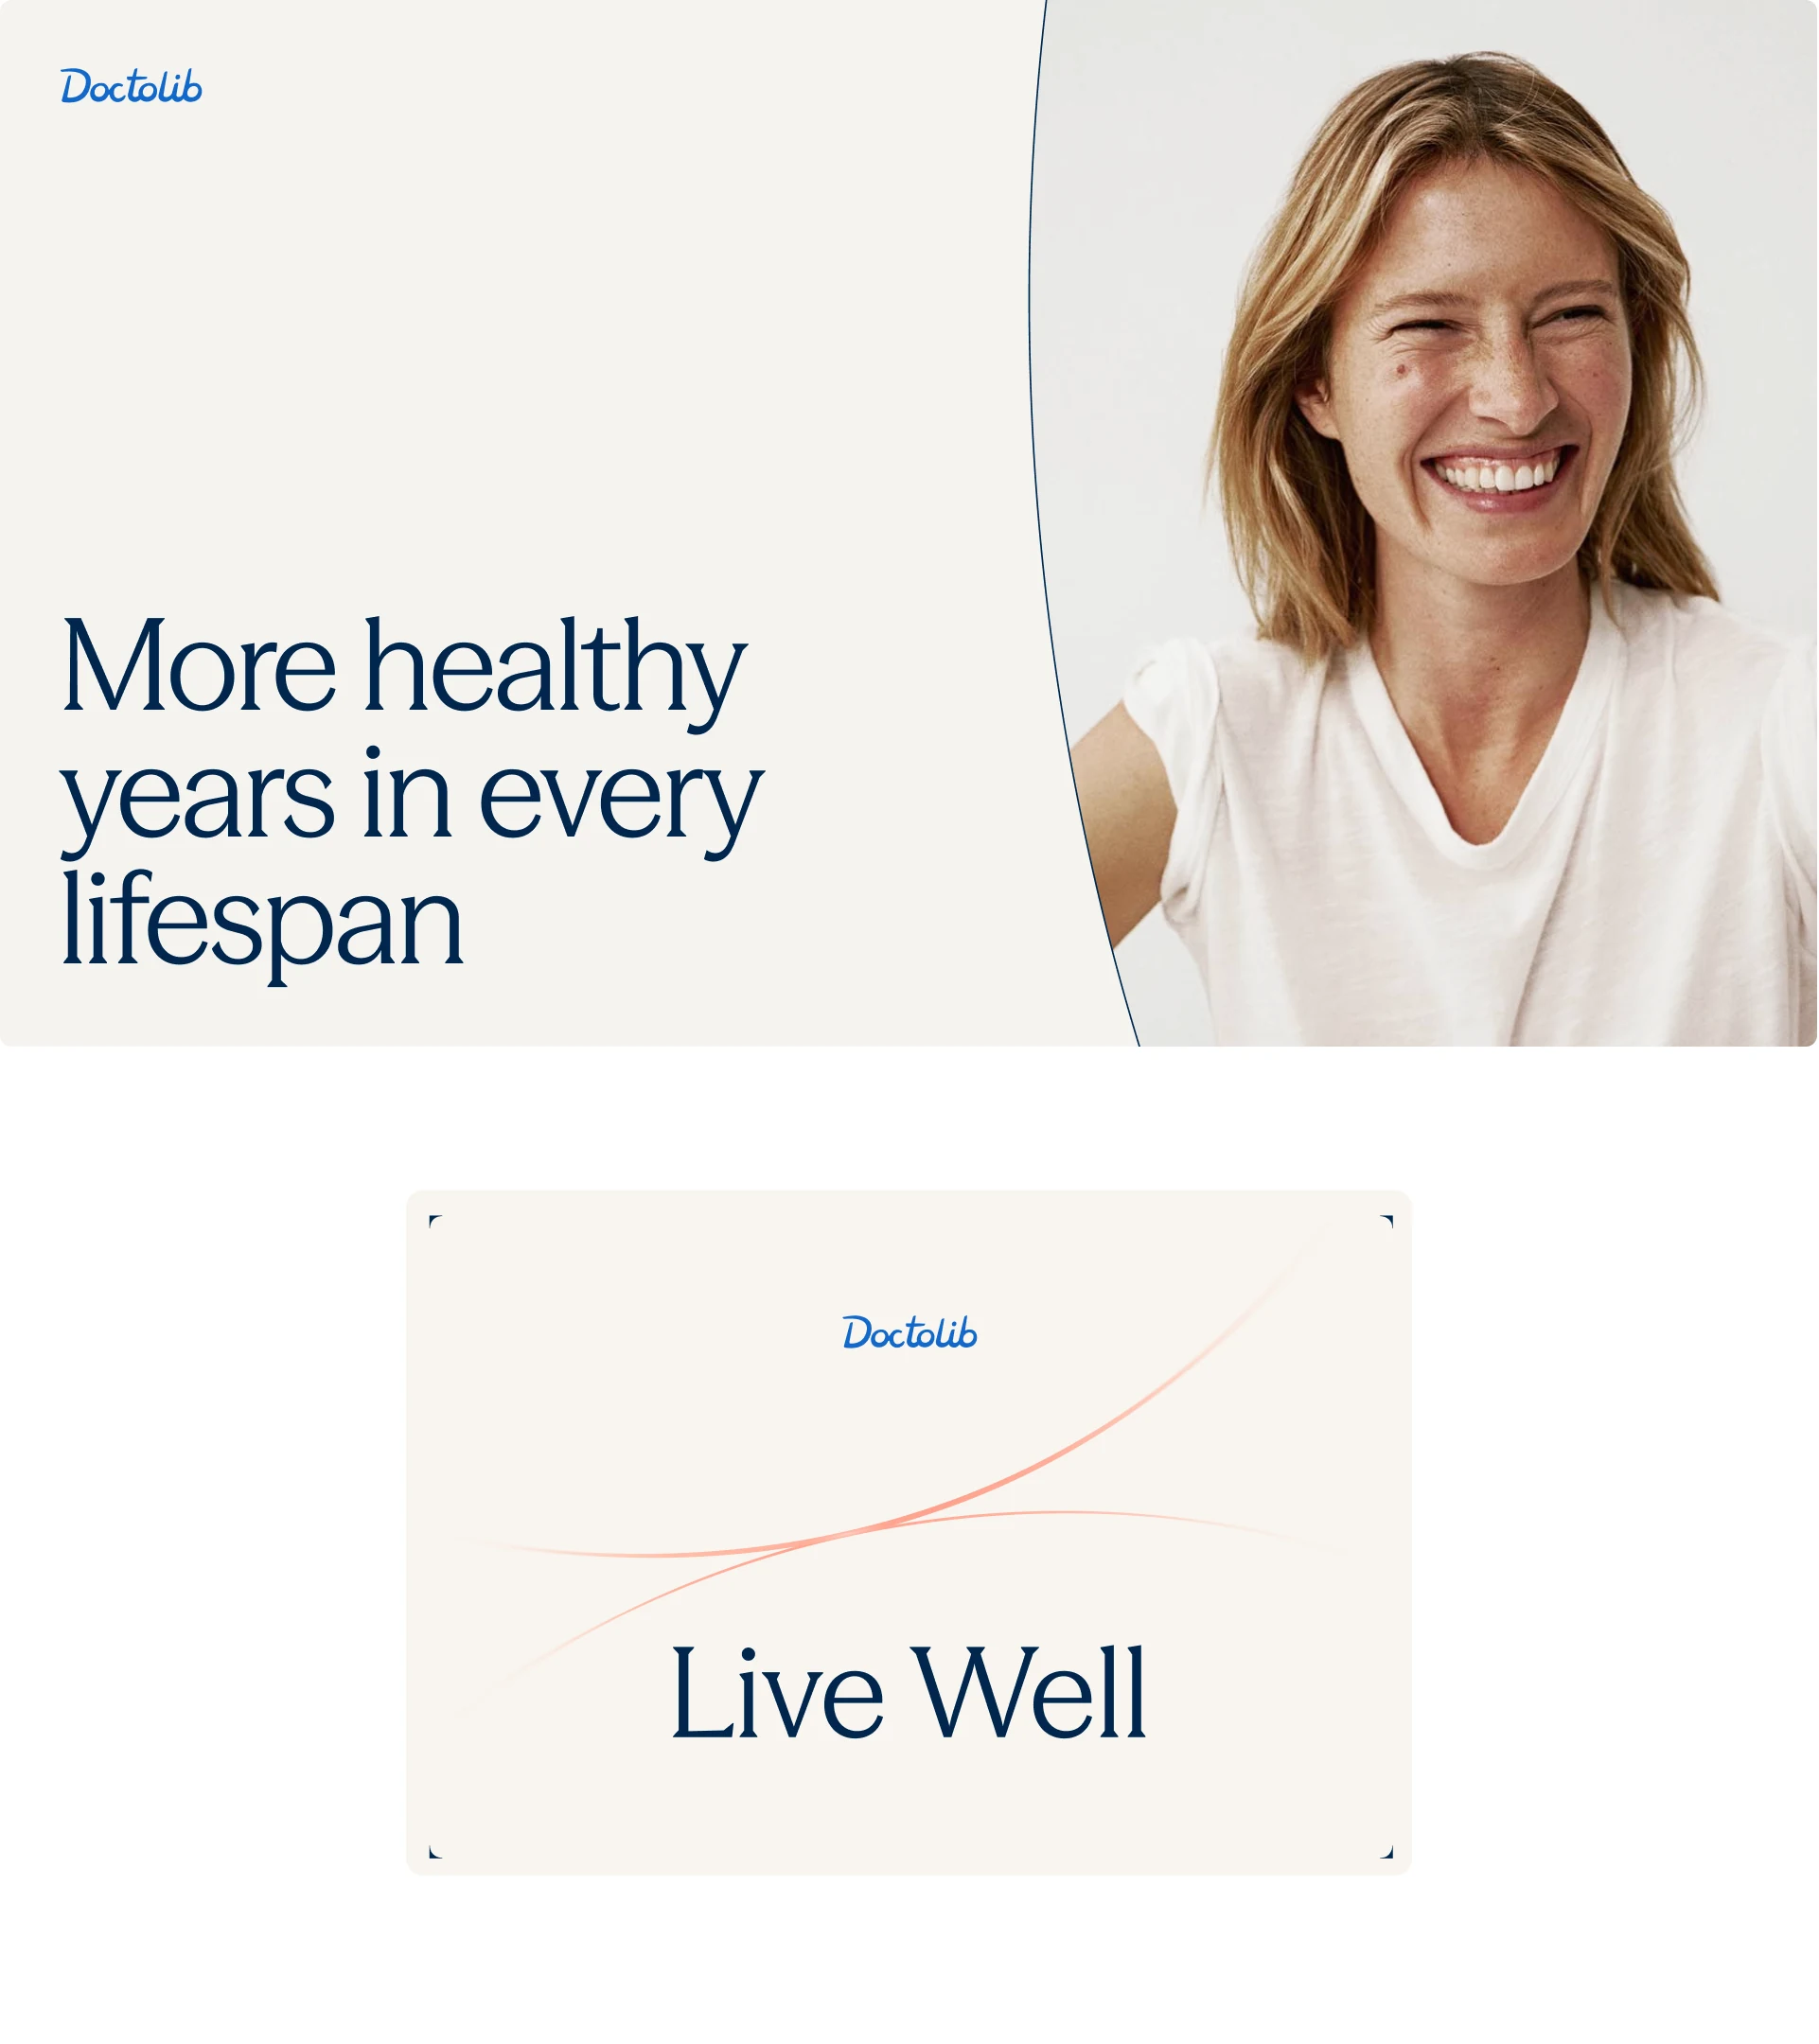 Doctolib
More healthy
years in every
lifespan
Doctolib
Live Well